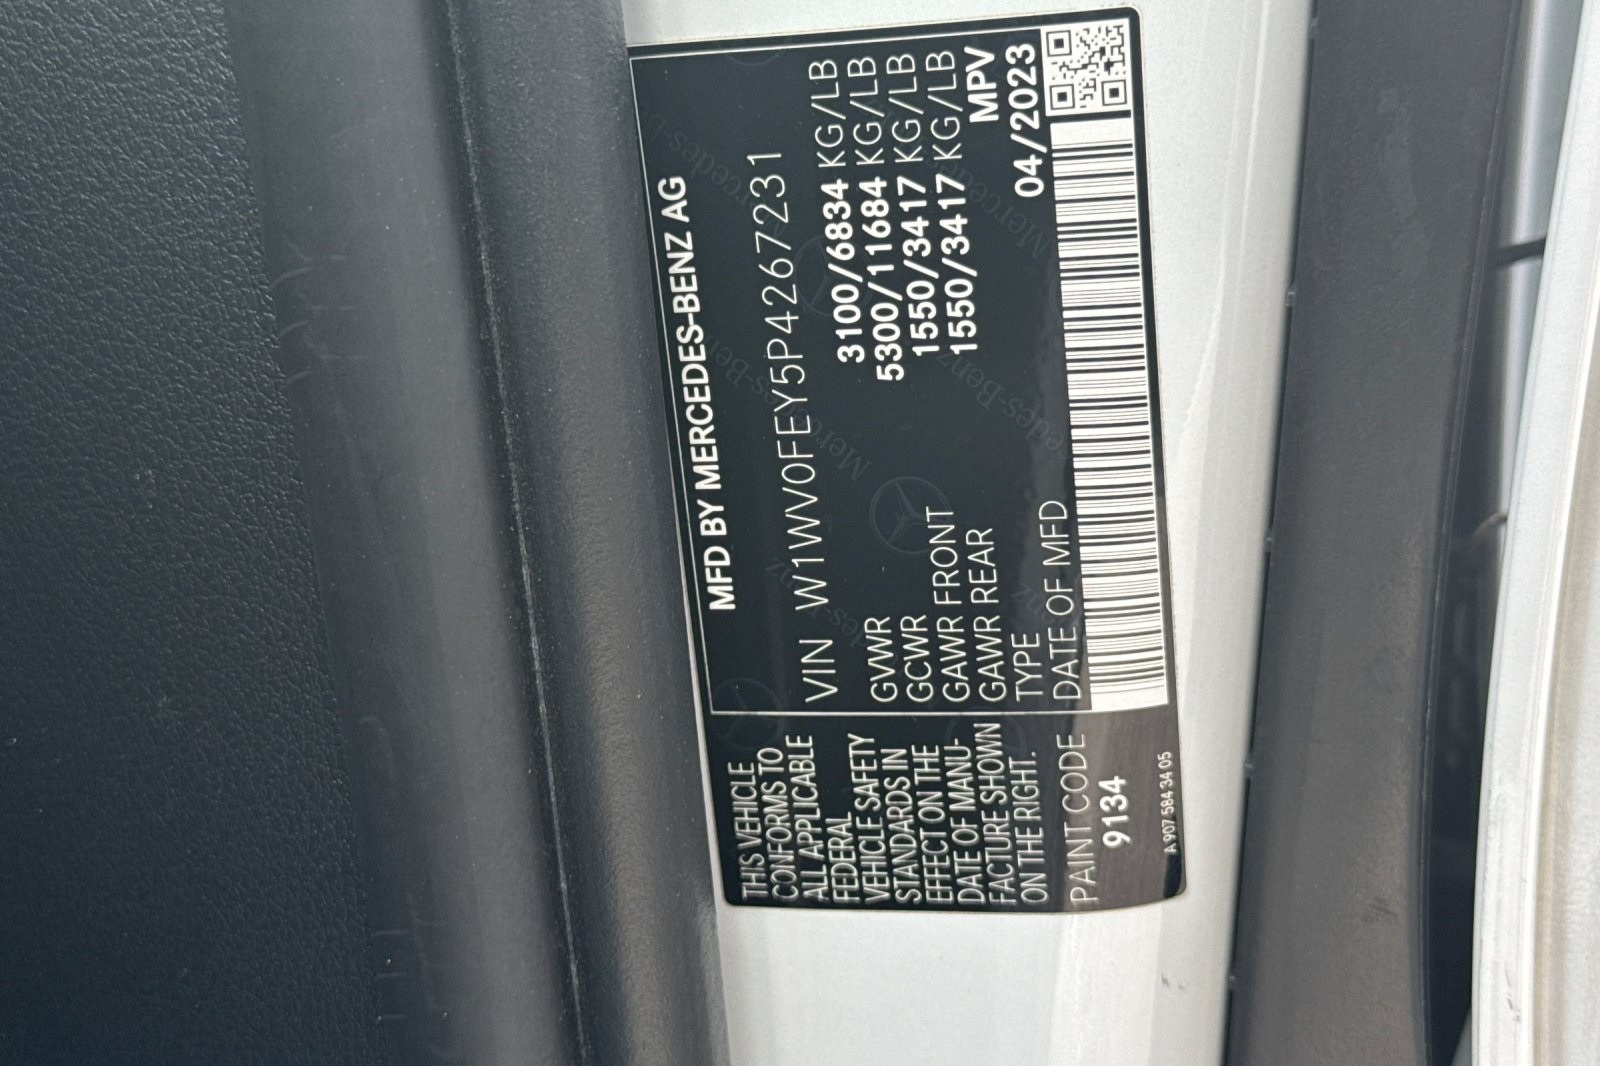 MFD BY MERCEDES-BENZ AG
VIN W1WV0FEY5P4267231
GVWR 3100/6834 KG/LB
GCWR 5300/11684 KG/LB
GAWR FRONT 1550/3417 KG/LB
GAWR REAR 1550/3417 KG/LB
TYPE MPV
DATE OF MFD 04/2023
THIS VEHICLE
CONFORMS TO
ALL APPLICABLE
FEDERAL
VEHICLE SAFETY
STANDARDS IN
EFFECT ON THE
DATE OF MANU-
FACTURE SHOWN
ON THE RIGHT.
PAINT CODE
9134
A 907 584 34 05